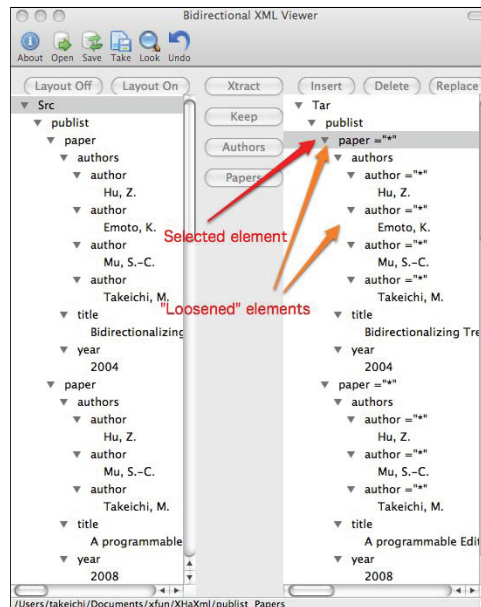 Bidirectional XML Viewer
About Open Save Take Look Undo
Layout Off Layout On Xtract Insert Delete Replace
Keep
Authors
Papers
Src
publist
paper
authors
author
Hu, Z.
author
Emoto, K.
author
Mu, S.-C.
author
Takeichi, M.
title
Bidirectionalizing
year
2004
paper
authors
author
Hu, Z.
author
Mu, S.-C.
author
Takeichi, M.
title
A programmable
year
2008
Selected element
"Loosened" elements
Tar
publist
paper ="*"
authors
author ="*"
Hu, Z.
author ="*"
Emoto, K.
author ="*"
Mu, S.-C.
author ="*"
Takeichi, M.
title
Bidirectionalizing Tre
year
2004
paper ="*"
authors
author ="*"
Hu, Z.
author ="*"
Mu, S.-C.
author ="*"
Takeichi, M.
title
A programmable Edit
year
2008
/Users/takeichi/Documents/xfun/XHaXml/publist_Papers